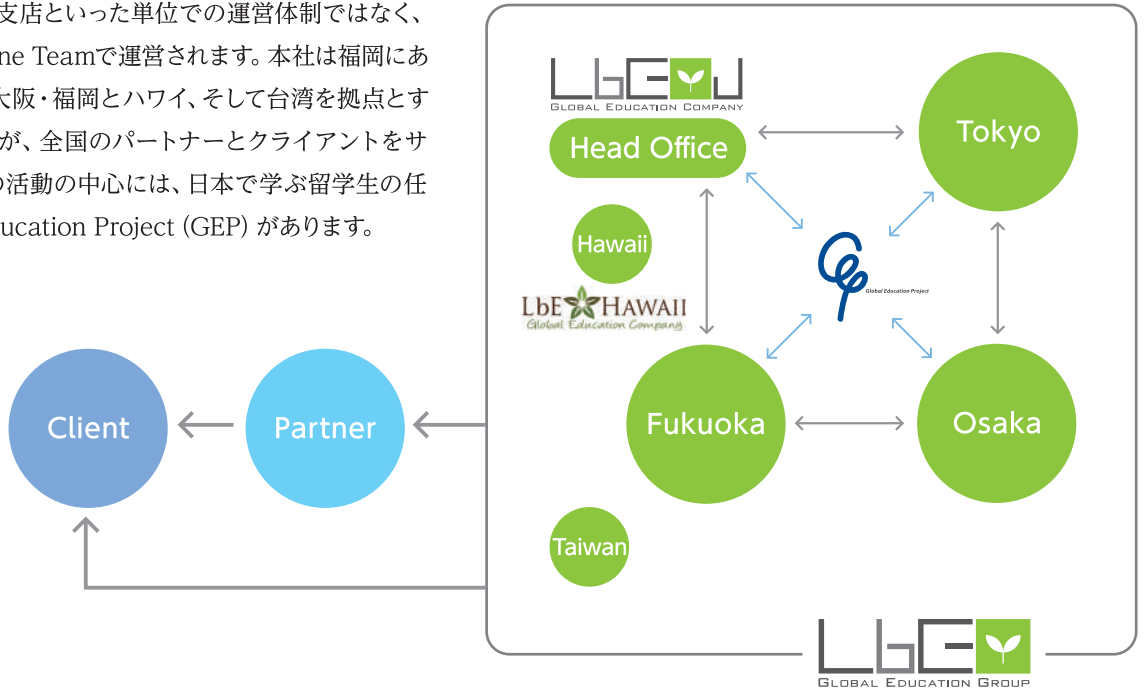 支店といった単位での運営体制ではなく、
ne Teamで運営されます。本社は福岡にあ
大阪・福岡とハワイ、そして台湾を拠点とす
が、全国のパートナーとクライアントをサ
の活動の中心には、日本で学ぶ留学生の任
ucation Project (GEP) があります。
LbE J
GLOBAL EDUCATION COMPANY
Head Office
Tokyo
Hawaii
LbE HAWAII
Global Education Company
Gep
Global Education Project
Client
Partner
Fukuoka
Osaka
Taiwan
LbE
GLOBAL EDUCATION GROUP